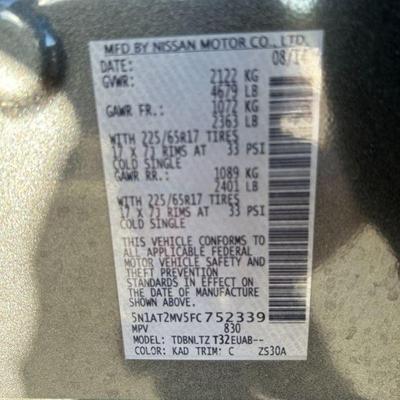 MFD BY NISSAN MOTOR CO., LTD.
DATE: 08/14
GVWR: 2122 KG
4679 LB
GAWR FR: 1072 KG
2363 LB
WITH 225/65R17 TIRES
17 X 7J RIMS AT 33 PSI
COLD SINGLE
GAWR RR.: 1089 KG
2401 LB
WITH 225/65R17 TIRES
17 X 7J RIMS AT 33 PSI
COLD SINGLE
THIS VEHICLE CONFORMS TO
ALL APPLICABLE FEDERAL
MOTOR VEHICLE SAFETY AND
THEFT PREVENTION
STANDARDS IN EFFECT ON
THE DATE OF MANUFACTURE
SHOWN ABOVE.
5N1AT2MV5FC752339
MPV 830
MODEL: TDBNLTZ T32EUAB--
COLOR: KAD TRIM: C ZS30A